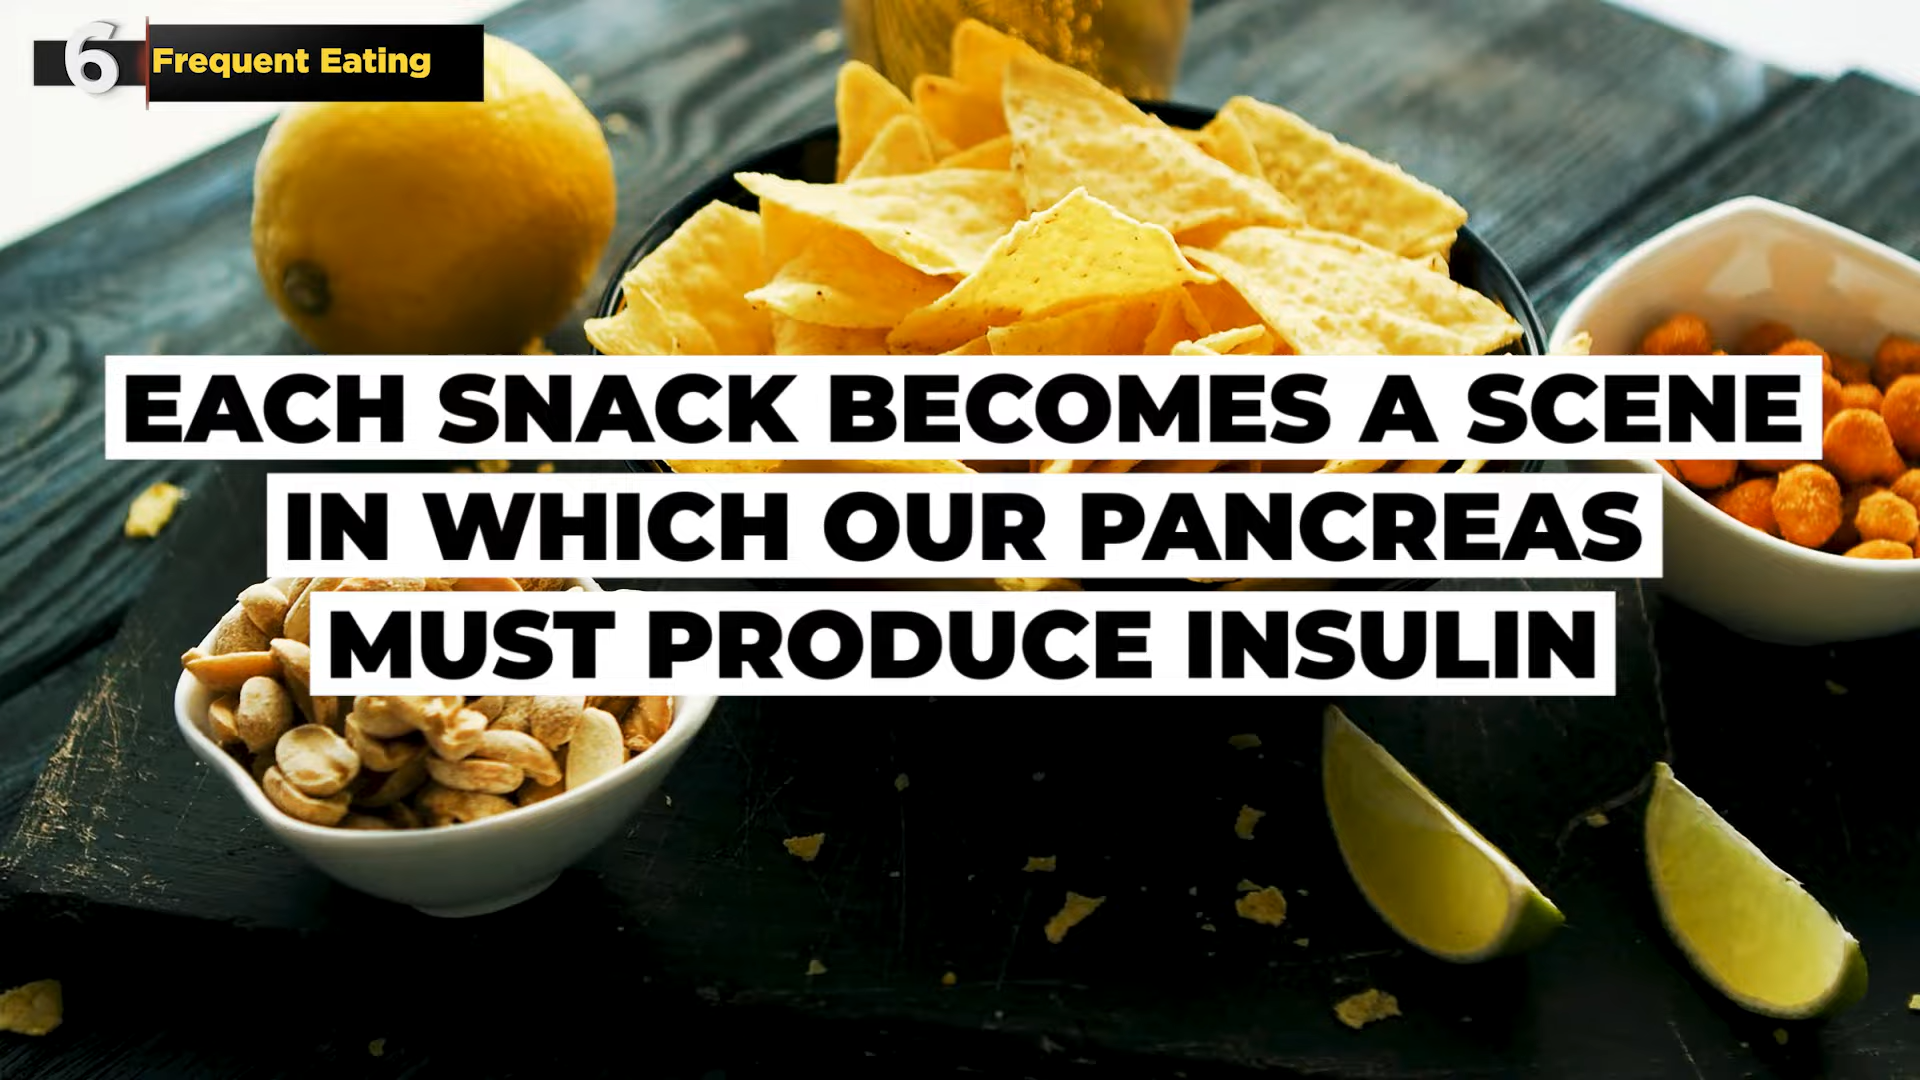 6 Frequent Eating
EACH SNACK BECOMES A SCENE
IN WHICH OUR PANCREAS
MUST PRODUCE INSULIN